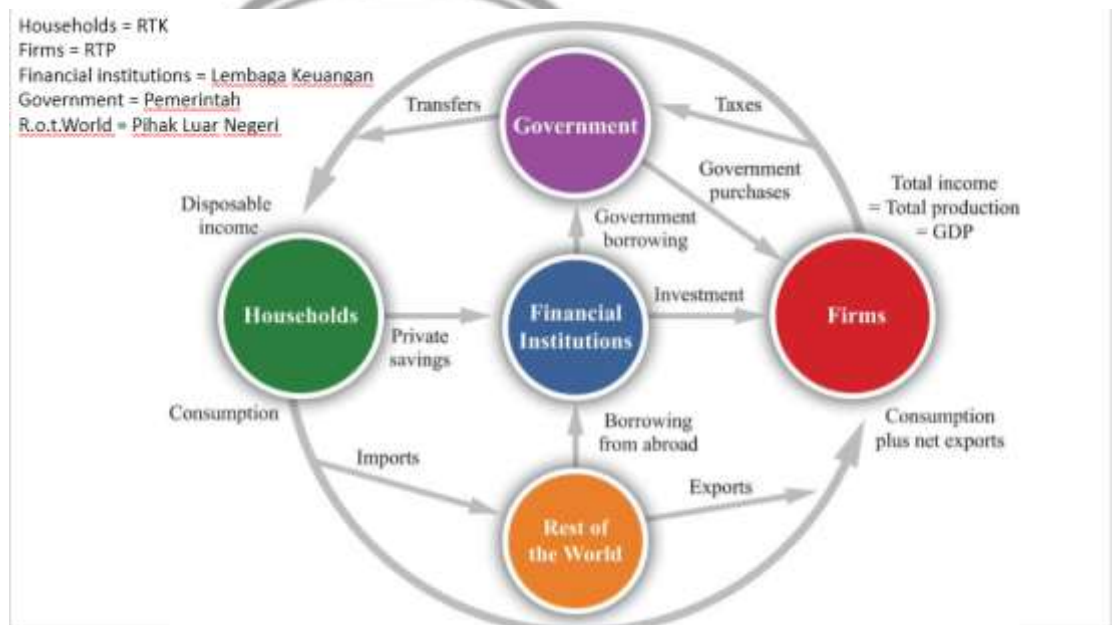 Households = RTK
Firms = RTP
Financial institutions = Lembaga Keuangan
Government = Pemerintah
R.o.t.World = Pihak Luar Negeri
Transfers
Government
Taxes
Government
purchases
Disposable
income
Total income
= Total production
= GDP
Government
borrowing
Households
Private
savings
Financial
Institutions
Investment
Firms
Consumption
Imports
Borrowing
from abroad
Consumption
plus net exports
Exports
Rest of
the World